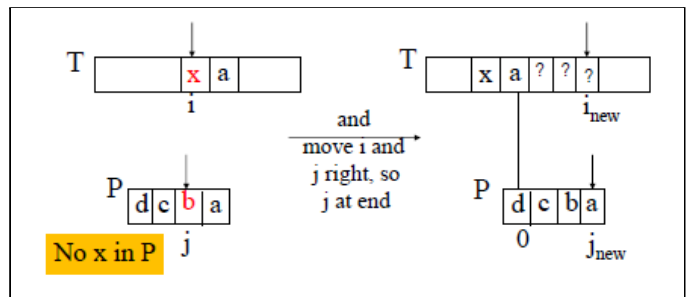 T
x a
i
P
d c b a
j
No x in P
and
move i and
j right, so
j at end
T
x a ? ? ?
i new
P
d c b a
0
j new